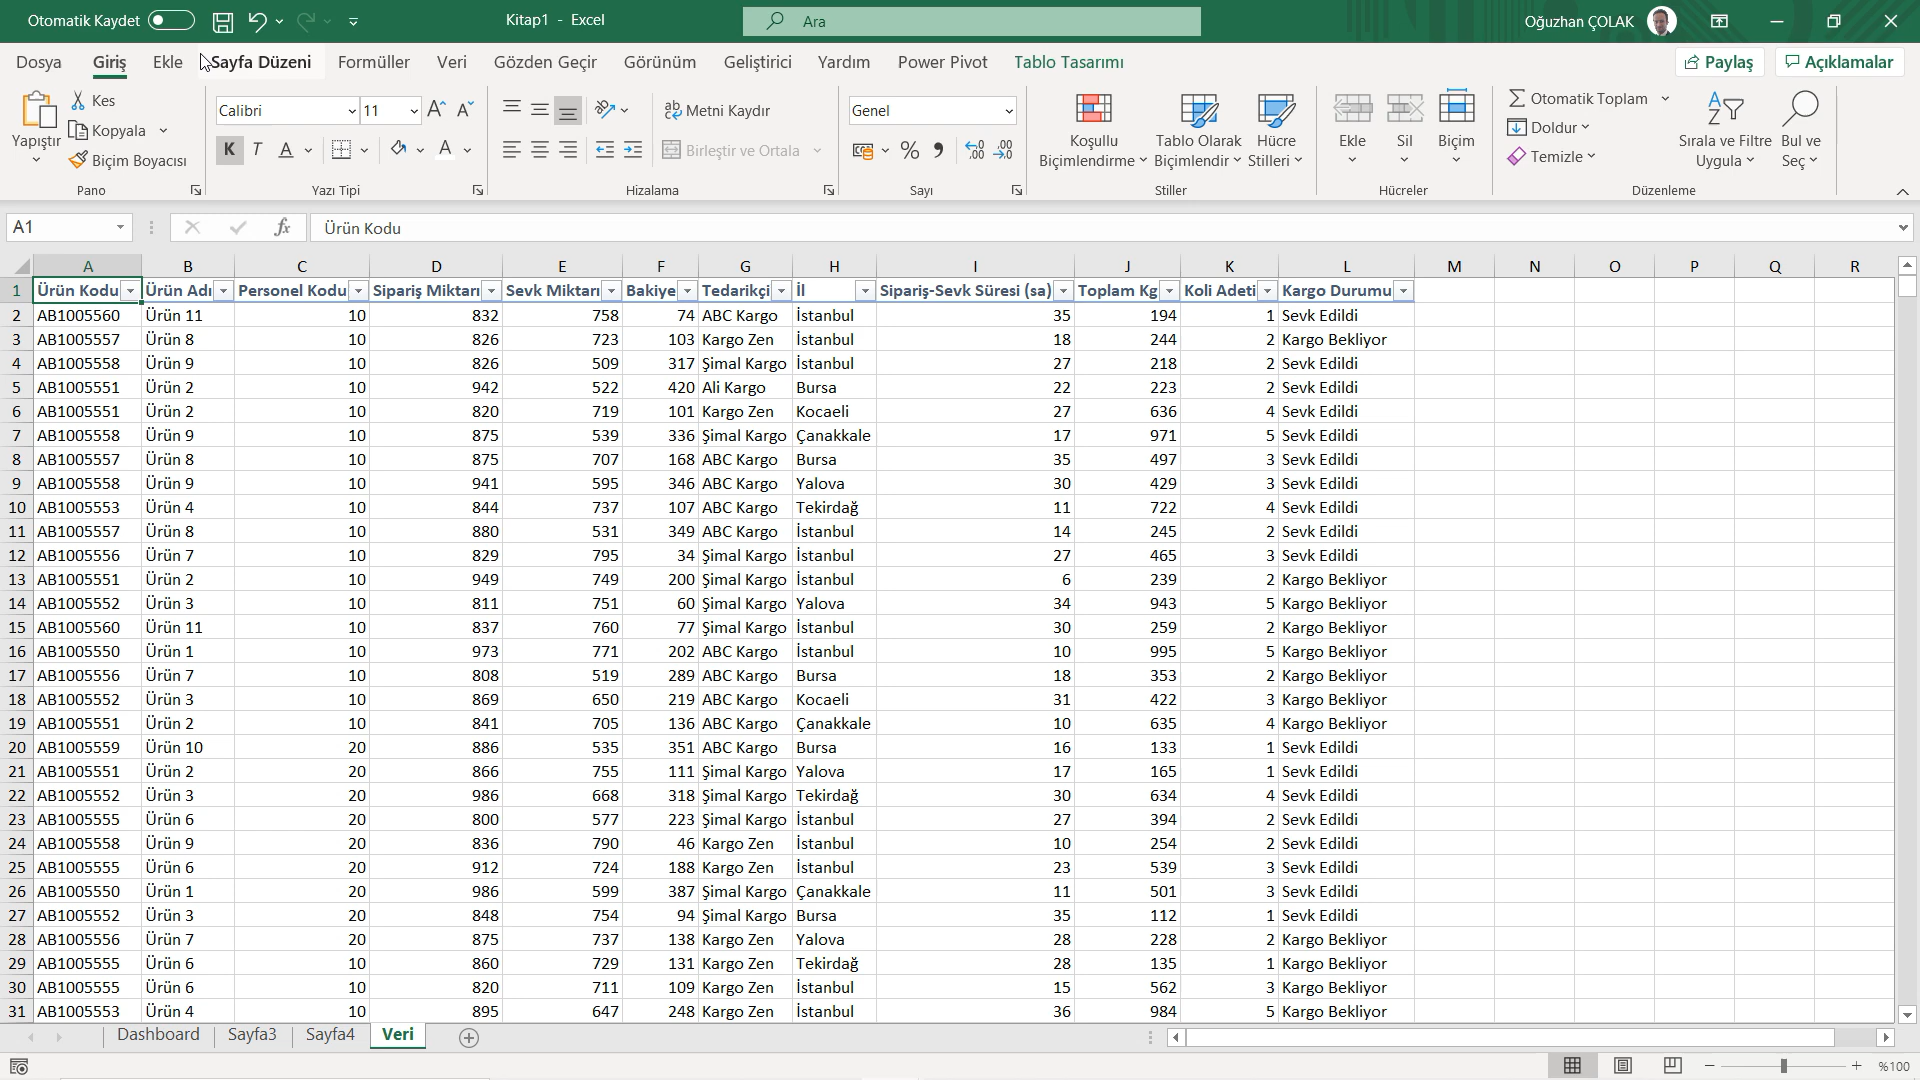 Otomatik Kaydet Kitap1 - Excel Ara Oğuzhan ÇOLAK
Dosya Giriş Ekle Sayfa Düzeni Formüller Veri Gözden Geçir Görünüm Geliştirici Yardım Power Pivot Tablo Tasarımı Paylaş Açıklamalar
Yapıştır Kes Kopyala Biçim Boyacısı
Calibri 11
K T A A
ab Metni Kaydır
Birleştir ve Ortala
Genel
Koşullu Biçimlendirme Tablo Olarak Biçimlendir Hücre Stilleri
Ekle Sil Biçim
Otomatik Toplam
Doldur
Temizle
Sırala ve Filtre Uygula Bul ve Seç
Pano Yazı Tipi Hizalama Sayı Stiller Hücreler Düzenleme
A1 fx Ürün Kodu
A B C D E F G H I J K L M N O P Q R
1 Ürün Kodu Ürün Adı Personel Kodu Sipariş Miktarı Sevk Miktarı Bakiye Tedarikçi İl Sipariş-Sevk Süresi (sa) Toplam Kg Koli Adeti Kargo Durumu
2 AB1005560 Ürün 11 10 832 758 74 ABC Kargo İstanbul 35 194 1 Sevk Edildi
3 AB1005557 Ürün 8 10 826 723 103 Kargo Zen İstanbul 18 244 2 Kargo Bekliyor
4 AB1005558 Ürün 9 10 826 509 317 Şimal Kargo İstanbul 27 218 2 Sevk Edildi
5 AB1005551 Ürün 2 10 942 522 420 Ali Kargo Bursa 22 223 2 Sevk Edildi
6 AB1005551 Ürün 2 10 820 719 101 Kargo Zen Kocaeli 27 636 4 Sevk Edildi
7 AB1005558 Ürün 9 10 875 539 336 Şimal Kargo Çanakkale 17 971 5 Sevk Edildi
8 AB1005557 Ürün 8 10 875 707 168 ABC Kargo Bursa 35 497 3 Sevk Edildi
9 AB1005558 Ürün 9 10 941 595 346 ABC Kargo Yalova 30 429 3 Sevk Edildi
10 AB1005553 Ürün 4 10 844 737 107 ABC Kargo Tekirdağ 11 722 4 Sevk Edildi
11 AB1005557 Ürün 8 10 880 531 349 ABC Kargo İstanbul 14 245 2 Sevk Edildi
12 AB1005556 Ürün 7 10 829 795 34 Şimal Kargo İstanbul 27 465 3 Sevk Edildi
13 AB1005551 Ürün 2 10 949 749 200 Şimal Kargo İstanbul 6 239 2 Kargo Bekliyor
14 AB1005552 Ürün 3 10 811 751 60 Şimal Kargo Yalova 34 943 5 Kargo Bekliyor
15 AB1005560 Ürün 11 10 837 760 77 Şimal Kargo İstanbul 30 259 2 Kargo Bekliyor
16 AB1005550 Ürün 1 10 973 771 202 ABC Kargo İstanbul 10 995 5 Kargo Bekliyor
17 AB1005556 Ürün 7 10 808 519 289 ABC Kargo Bursa 18 353 2 Kargo Bekliyor
18 AB1005552 Ürün 3 10 869 650 219 ABC Kargo Kocaeli 31 422 3 Kargo Bekliyor
19 AB1005551 Ürün 2 10 841 705 136 ABC Kargo Çanakkale 10 635 4 Kargo Bekliyor
20 AB1005559 Ürün 10 20 886 535 351 ABC Kargo Bursa 16 133 1 Sevk Edildi
21 AB1005551 Ürün 2 20 866 755 111 Şimal Kargo Yalova 17 165 1 Sevk Edildi
22 AB1005552 Ürün 3 20 986 668 318 Şimal Kargo Tekirdağ 30 634 4 Sevk Edildi
23 AB1005555 Ürün 6 20 800 577 223 Şimal Kargo İstanbul 27 394 2 Sevk Edildi
24 AB1005558 Ürün 9 20 836 790 46 Kargo Zen İstanbul 10 254 2 Sevk Edildi
25 AB1005555 Ürün 6 20 912 724 188 Kargo Zen İstanbul 23 539 3 Sevk Edildi
26 AB1005550 Ürün 1 20 986 599 387 Şimal Kargo Çanakkale 11 501 3 Sevk Edildi
27 AB1005552 Ürün 3 20 848 754 94 Şimal Kargo Bursa 35 112 1 Sevk Edildi
28 AB1005556 Ürün 7 20 875 737 138 Kargo Zen Yalova 28 228 2 Kargo Bekliyor
29 AB1005555 Ürün 6 10 860 729 131 Kargo Zen Tekirdağ 28 135 1 Kargo Bekliyor
30 AB1005555 Ürün 6 10 820 711 109 Kargo Zen İstanbul 15 562 3 Kargo Bekliyor
31 AB1005553 Ürün 4 10 895 647 248 Kargo Zen İstanbul 36 984 5 Kargo Bekliyor
Dashboard Sayfa3 Sayfa4 Veri
%100